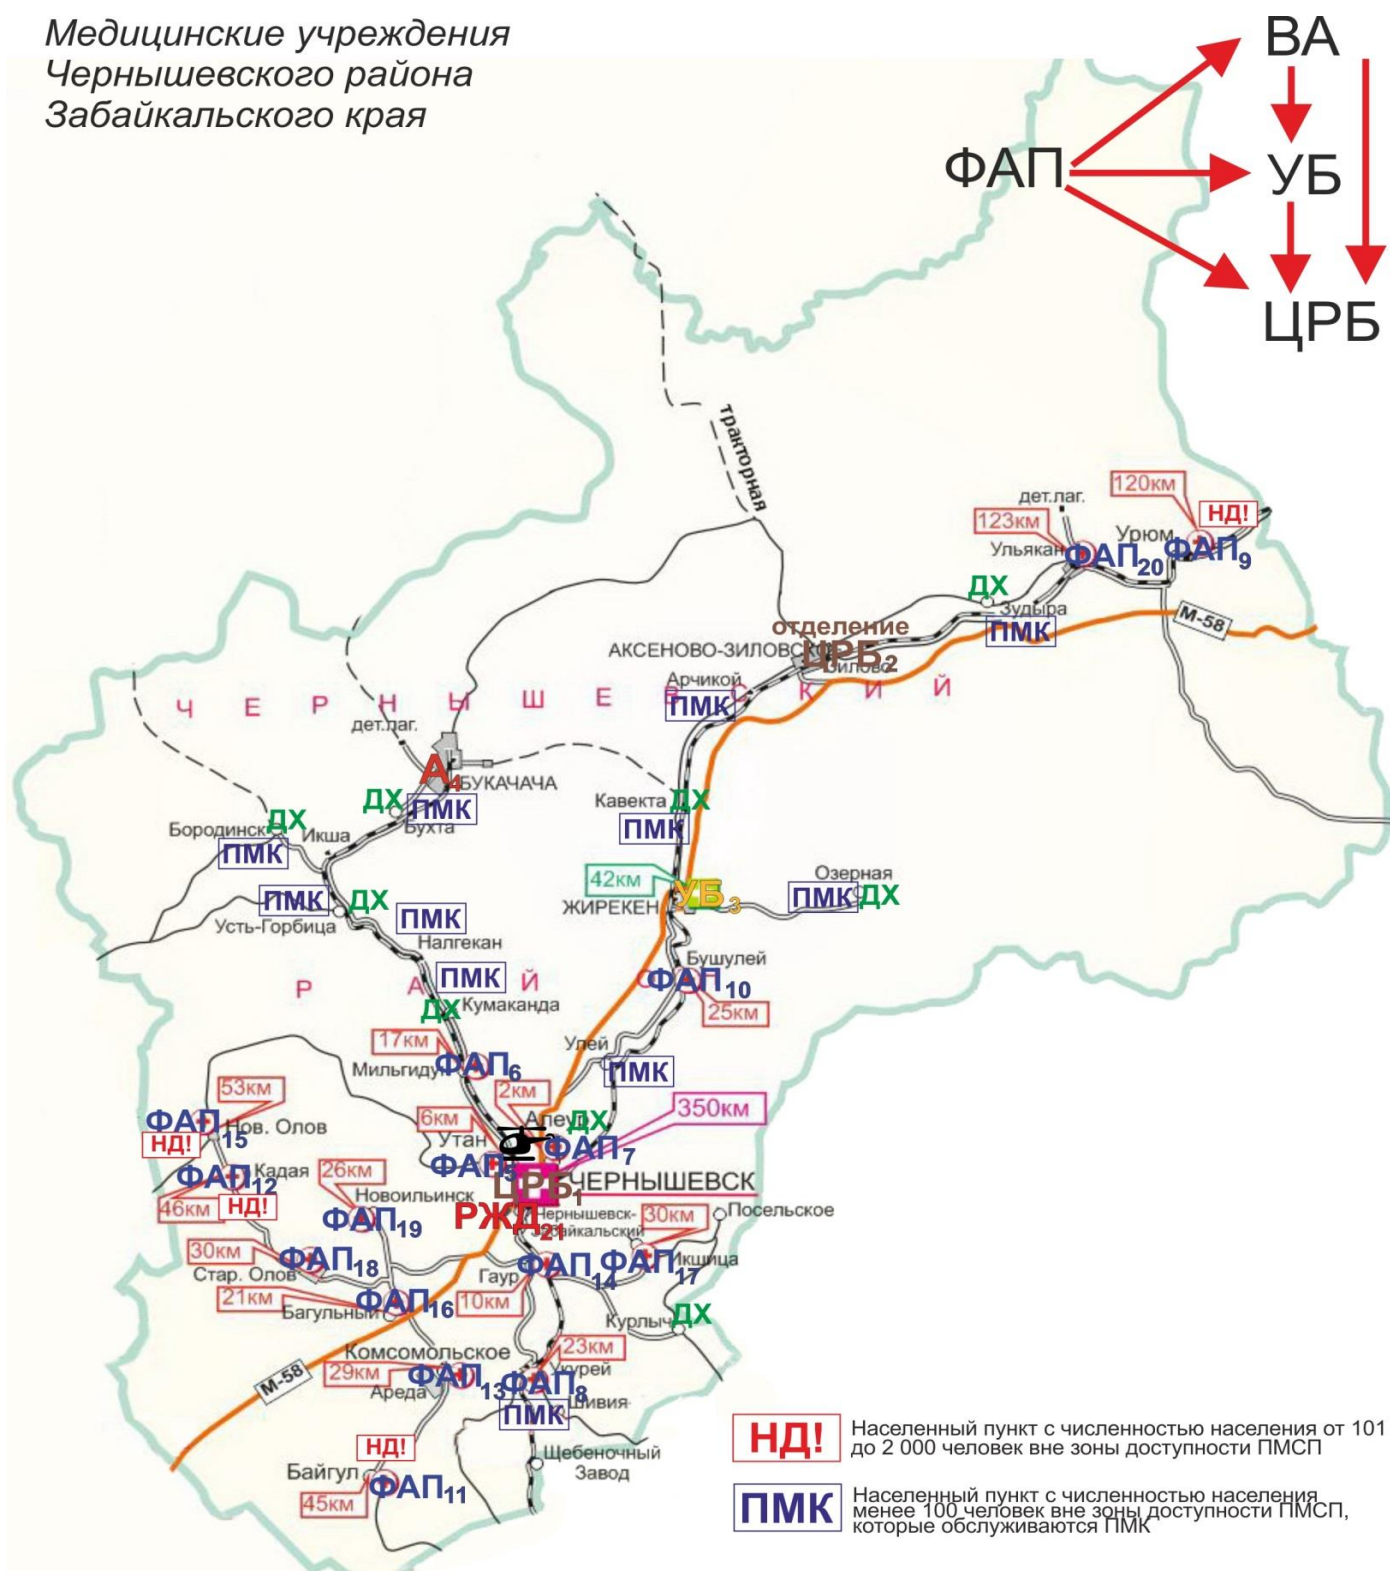 Медицинские учреждения
Чернышевского района
Забайкальского края
ВА
ФАП
УБ
ЦРБ
тракторная
120км
дет.лаг.
НД!
123км
Урюм
Ульякан
ФАП20
ФАП9
ДХ
Зудыра
М-58
ПМК
отделение
АКСЕНОВО-ЗИЛОВСК
ЦРБ2
Зилово
Арчикой
ПМК
Ч Е Р Н Ы Ш Е В С К И Й
дет.лаг.
А4
БУКАЧАЧА
ДХ
ПМК
Бухта
Кавекта
ДХ
ПМК
Бородинск
ДХ
Икша
ПМК
42км
УБ3
ЖИРЕКЕН
Озерная
ПМК
ДХ
ПМК
ДХ
Усть-Горбица
ПМК
Налгекан
Бушулей
ПМК
Р А Й О
ФАП10
ДХ
Кумаканда
25км
17км
Улей
Мильгиду
ФАП6
ПМК
53км
2км
350км
ФАП15
Нов. Олов
6км
Алеур
ДХ
НД!
Утан
ФАП7
ФАП5
Кадая
ФАП12
26км
ЧЕРНЫШЕВСК
ЦРБ1
46км
НД!
Новоильинск
РЖД21
Чернышевск-
Забайкальский
30км
Посельское
ФАП19
30км
ФАП18
Стар. Олов
Гаур
ФАП14
ФАП17
Икшица
21км
ФАП16
10км
Багульный
Курлыч
ДХ
Комсомольское
23км
29км
ФАП13
ФАП8
Укурей
Ареда
М-58
Шивия
ПМК
НД!
Щебеночный
Завод
Байгул
ФАП11
45км
НД!
Населенный пункт с численностью населения от 101
до 2 000 человек вне зоны доступности ПМСП
ПМК
Населенный пункт с численностью населения
менее 100 человек вне зоны доступности ПМСП,
которые обслуживаются ПМК